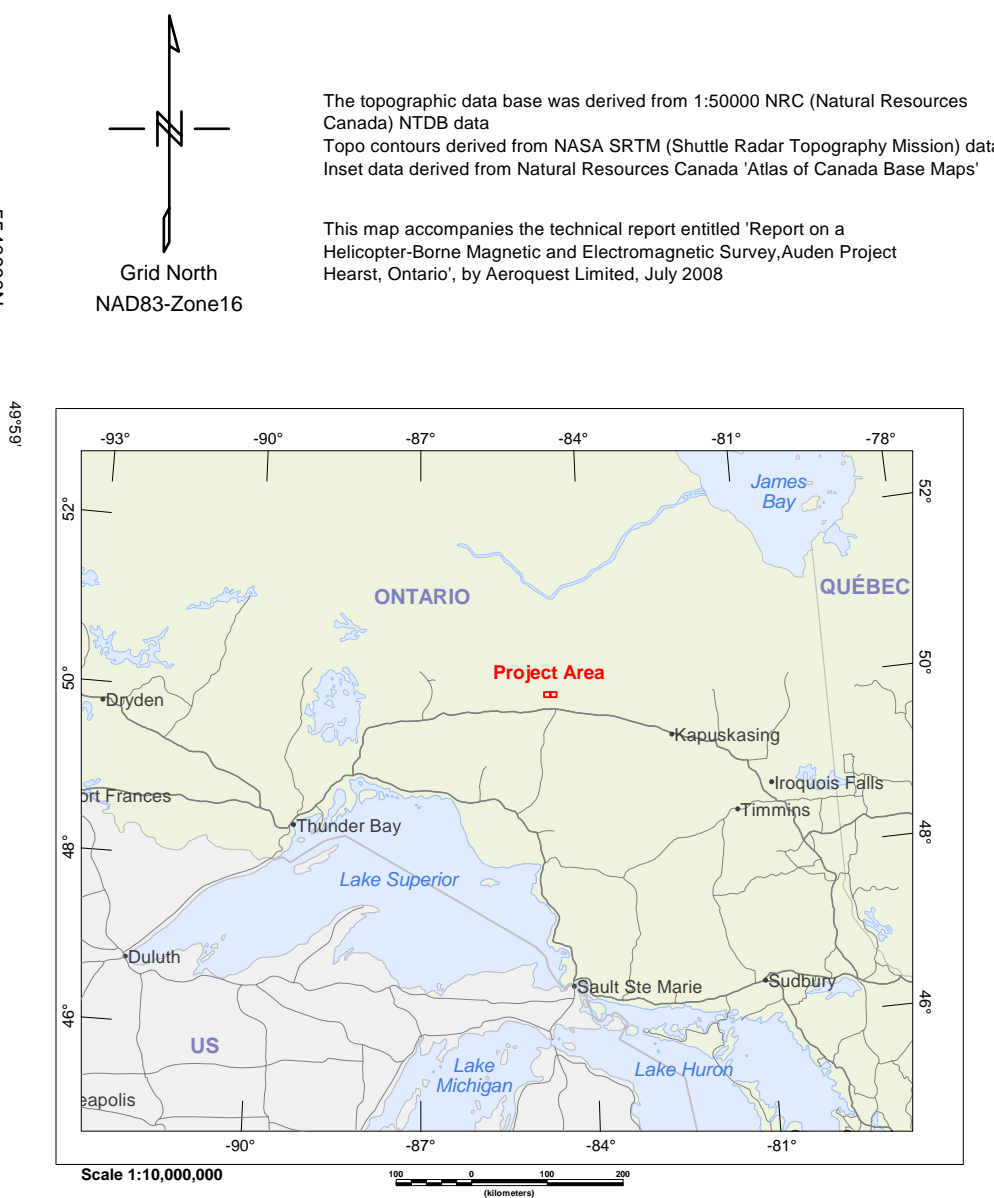 N
The topographic data base was derived from 1:50000 NRC (Natural Resources
Canada) NTDB data
Topo contours derived from NASA SRTM (Shuttle Radar Topography Mission) data
Inset data derived from Natural Resources Canada 'Atlas of Canada Base Maps'
This map accompanies the technical report entitled 'Report on a
Helicopter-Borne Magnetic and Electromagnetic Survey,Auden Project
Hearst, Ontario', by Aeroquest Limited, July 2008
Grid North
NAD83-Zone16
49°59'
-93° -90° -87° -84° -81° -78°
52°
James
Bay
52°
ONTARIO
QUÉBEC
50°
Project Area
50°
Dryden
Kapuskasing
Iroquois Falls
ort Frances
Timmins
Thunder Bay
48°
48°
Lake Superior
Duluth
Sault Ste Marie
Sudbury
46°
46°
US
Lake
Michigan
Lake Huron
eapolis
-90° -87° -84° -81°
Scale 1:10,000,000
100 0 100 200
(kilometers)